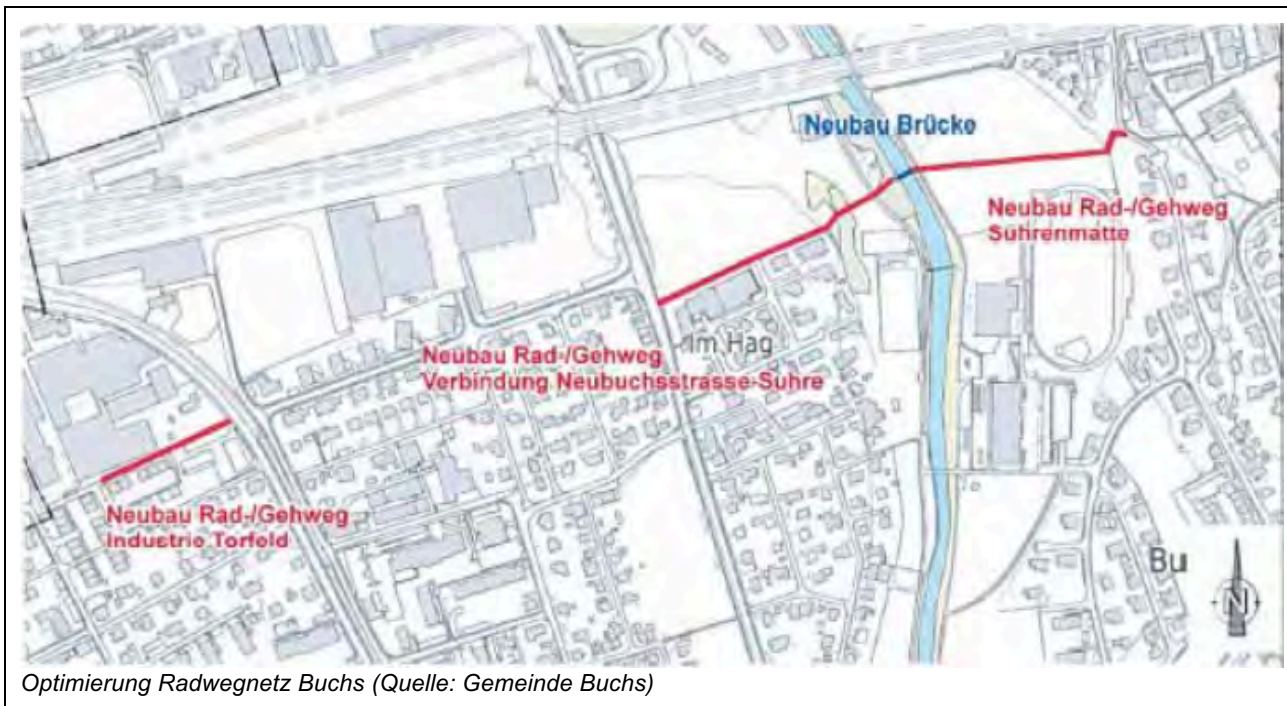 Neubau Brücke
Neubau Rad-/Gehweg
Suhrenmatte
Im Hag
Neubau Rad-/Gehweg
Verbindung Neubuchsstrasse-Suhre
Neubau Rad-/Gehweg
Industrie Torfeld
Bu
N
Optimierung Radwegnetz Buchs (Quelle: Gemeinde Buchs)